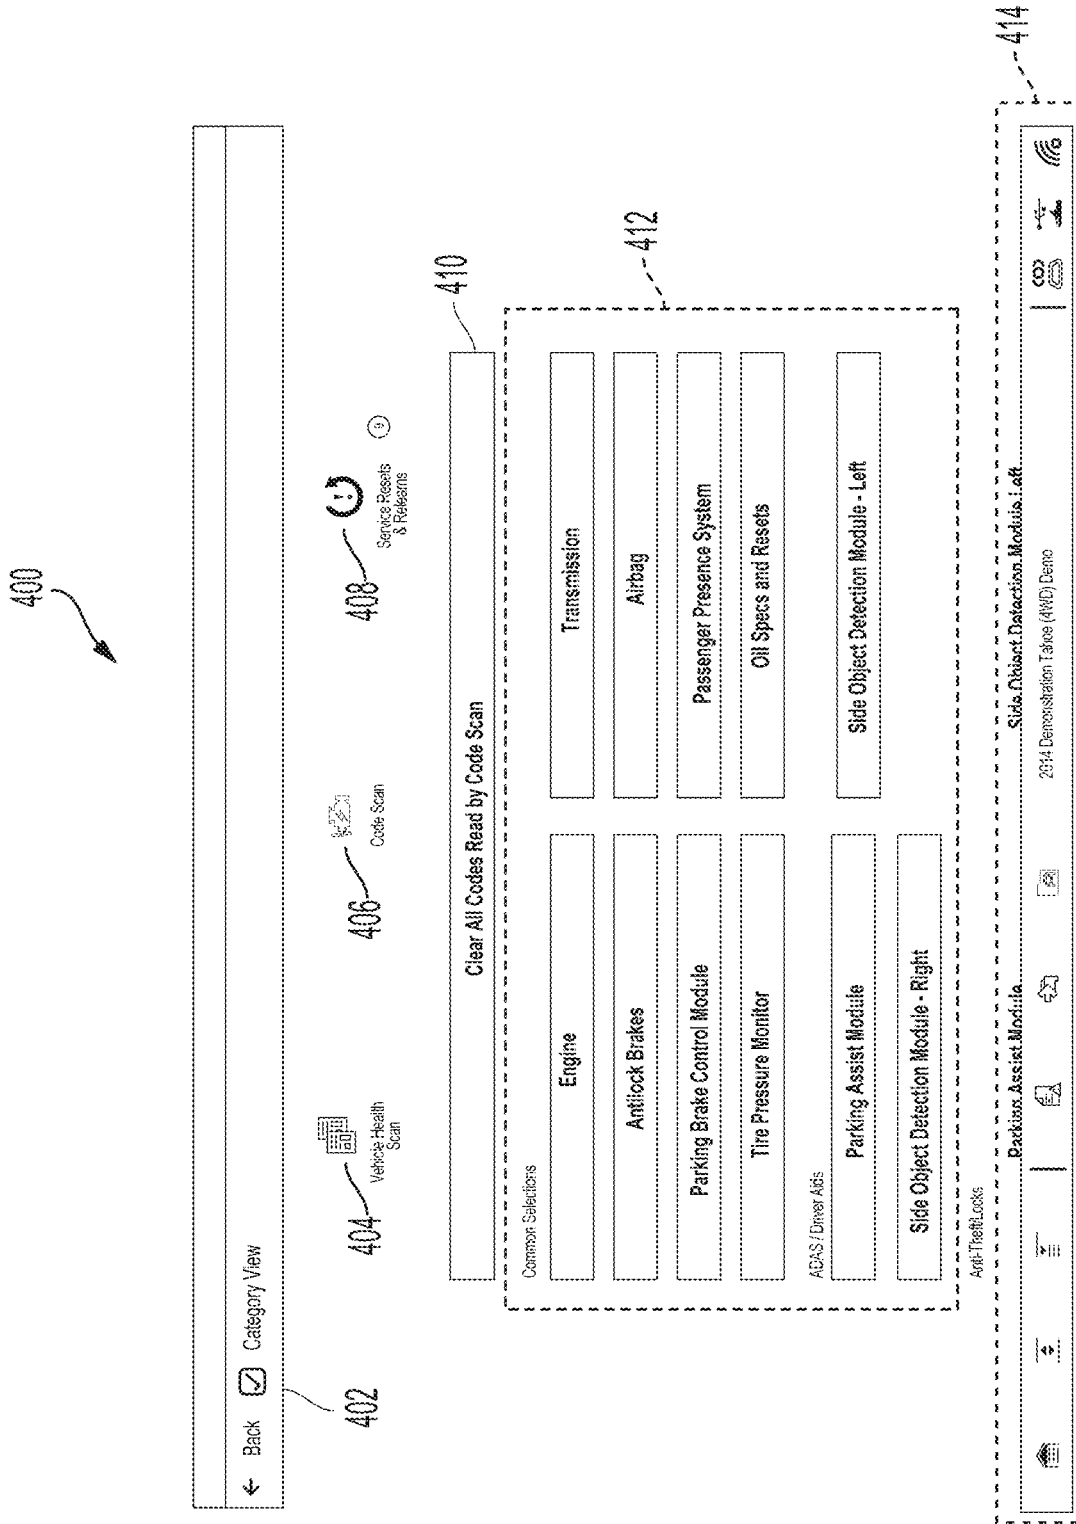 400
← Back ☑ Category View
402
404
Vehicle Health
Scan
406
Code Scan
408
Service Resets
& Relearns
9
410
Clear All Codes Read by Code Scan
412
Common Selections
Engine
Transmission
Antilock Brakes
Airbag
Parking Brake Control Module
Passenger Presence System
Tire Pressure Monitor
Oil Specs and Resets
ADAS / Driver Aids
Parking Assist Module
Side Object Detection Module - Left
Side Object Detection Module - Right
Anti-Theft/Locks
414
Parking Assist Module
Side Object Detection Module Left
2014 Demonstration Tahoe (4WD) Demo